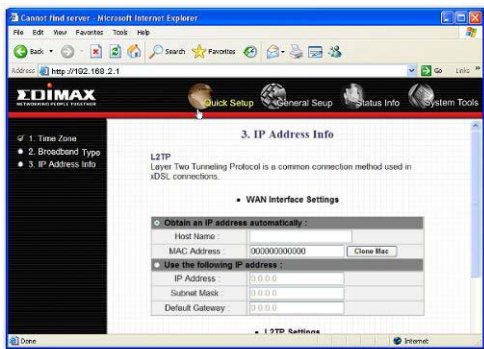 Cannot find server - Microsoft Internet Explorer
File Edit View Favorites Tools Help
Back Search Favorites
Address http://192.168.2.1 Go Links
EDIMAX
NETWORKING PEOPLE TOGETHER
Quick Setup General Seup Status Info System Tools
1. Time Zone
2. Broadband Type
3. IP Address Info
3. IP Address Info
L2TP
Layer Two Tunneling Protocol is a common connection method used in
xDSL connections.
WAN Interface Settings
Obtain an IP address automatically :
Host Name :
MAC Address : 000000000000 Clone Mac
Use the following IP address :
IP Address : 0.0.0.0
Subnet Mask : 0.0.0.0
Default Gateway : 0.0.0.0
L2TP Settings
Done Internet